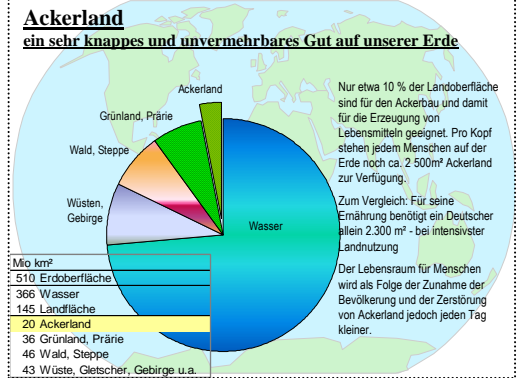 Ackerland
ein sehr knappes und unvermehrbares Gut auf unserer Erde
Ackerland
Grünland, Prärie
Wald, Steppe
Wüsten,
Gebirge
Wasser
Nur etwa 10 % der Landoberfläche
sind für den Ackerbau und damit
für die Erzeugung von
Lebensmitteln geeignet. Pro Kopf
stehen jedem Menschen auf der
Erde noch ca. 2 500m² Ackerland
zur Verfügung.
Zum Vergleich: Für seine
Ernährung benötigt ein Deutscher
allein 2.300 m² - bei intensivster
Landnutzung
Der Lebensraum für Menschen
wird als Folge der Zunahme der
Bevölkerung und der Zerstörung
von Ackerland jedoch jeden Tag
kleiner.
Mio km²
510 Erdoberfläche
366 Wasser
145 Landfläche
20 Ackerland
36 Grünland, Prärie
46 Wald, Steppe
43 Wüste, Gletscher, Gebirge u.a.